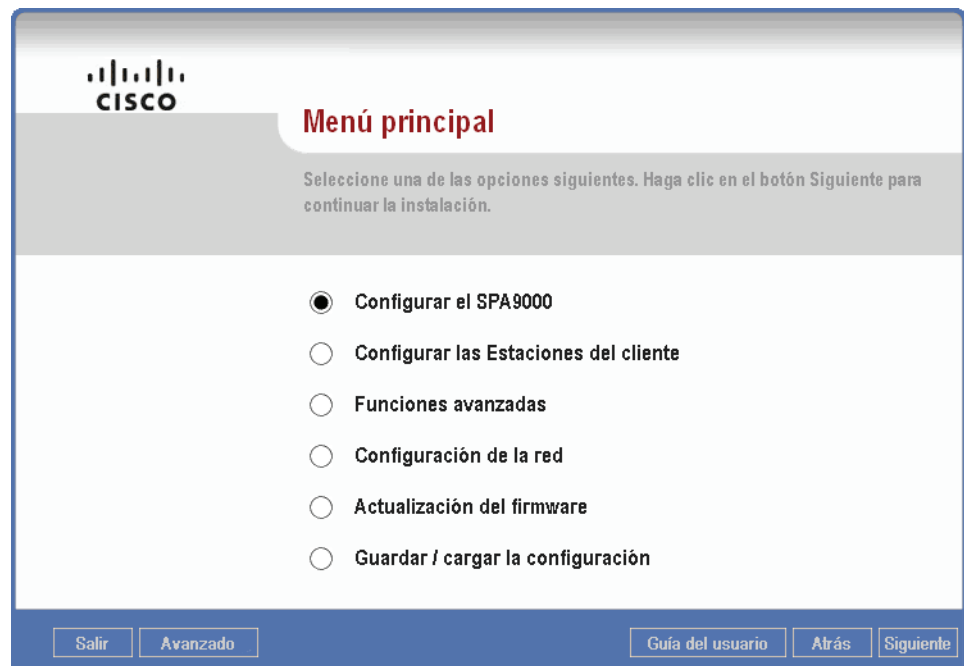 CISCO
Menú principal
Seleccione una de las opciones siguientes. Haga clic en el botón Siguiente para
continuar la instalación.
Configurar el SPA9000
Configurar las Estaciones del cliente
Funciones avanzadas
Configuración de la red
Actualización del firmware
Guardar / cargar la configuración
Salir Avanzado Guía del usuario Atrás Siguiente